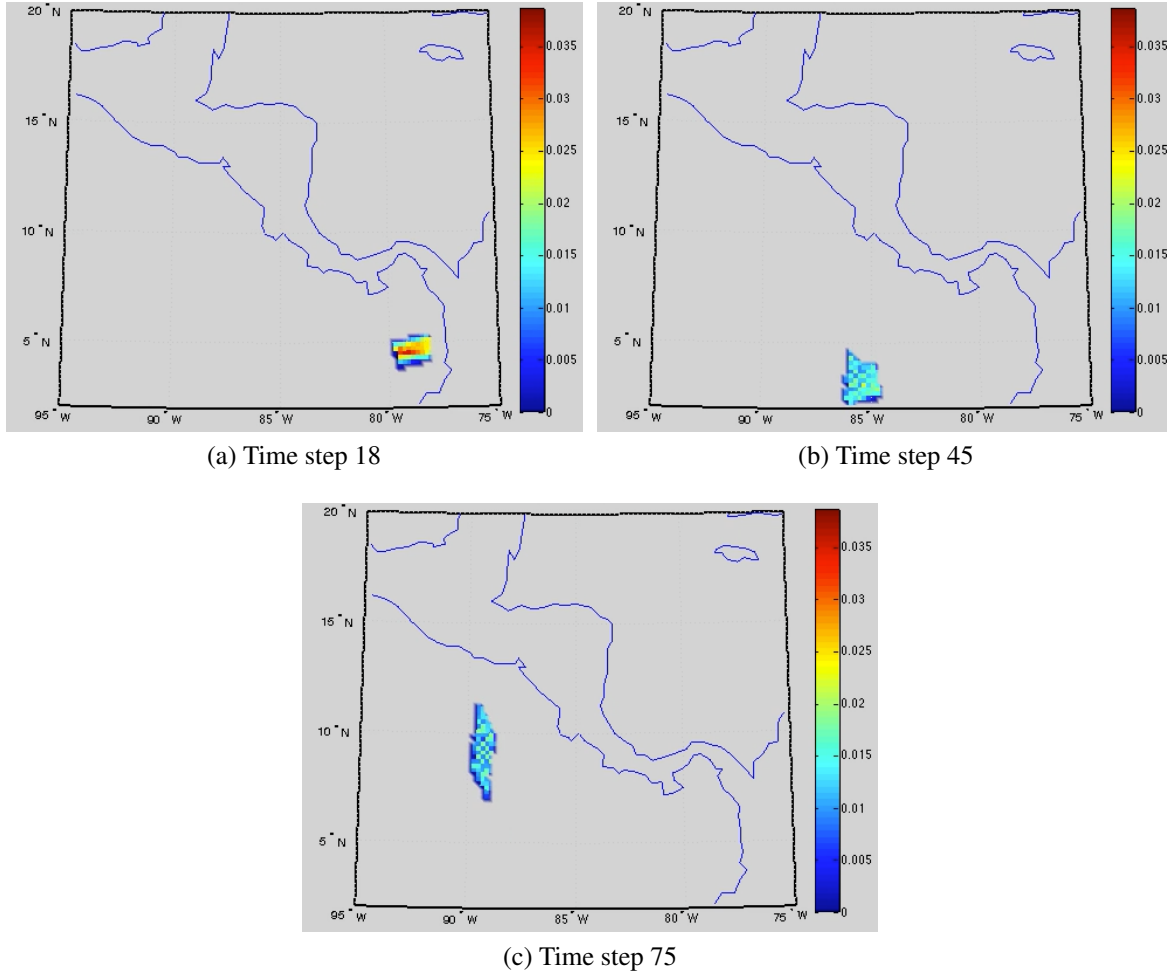 20° N
15° N
10° N
5° N
95° W
90° W
85° W
80° W
75° W
0.035
0.03
0.025
0.02
0.015
0.01
0.005
0
(a) Time step 18
20° N
15° N
10° N
5° N
95° W
90° W
85° W
80° W
75° W
0.035
0.03
0.025
0.02
0.015
0.01
0.005
0
(b) Time step 45
20° N
15° N
10° N
5° N
95° W
90° W
85° W
80° W
75° W
0.035
0.03
0.025
0.02
0.015
0.01
0.005
0
(c) Time step 75